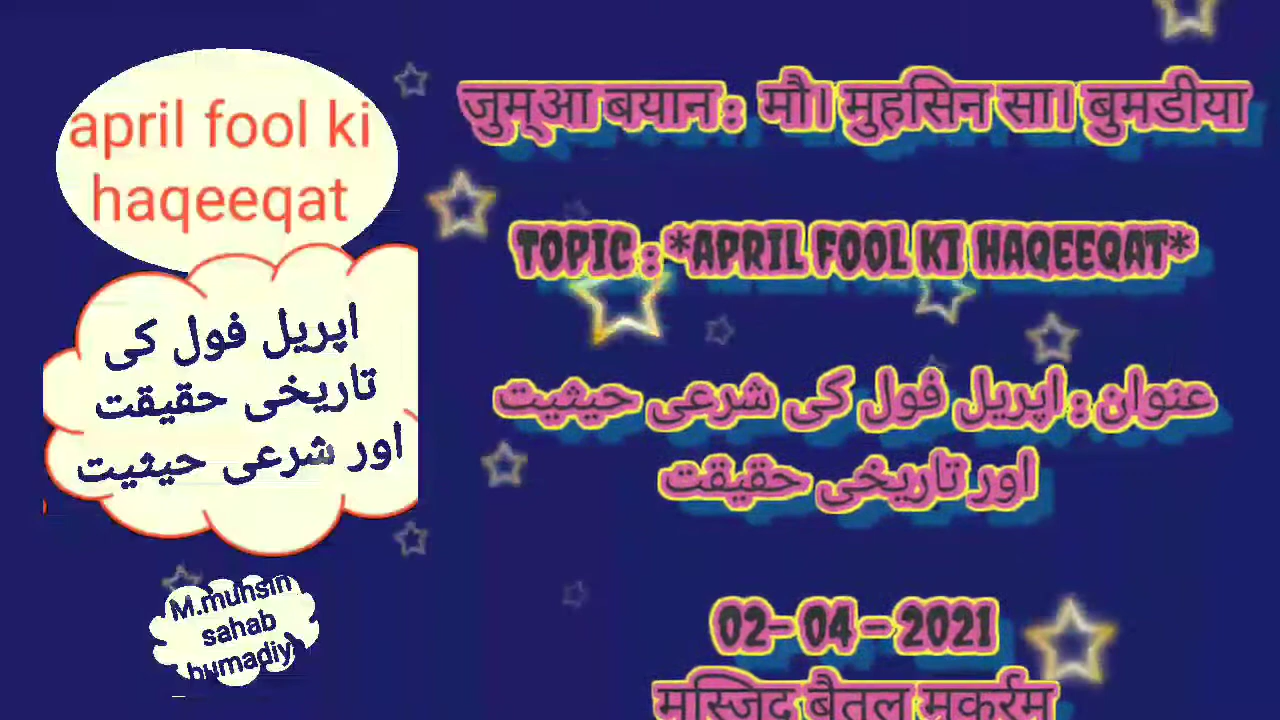 april fool ki
haqeeqat
اپریل فول کی
تاریخی حقیقت
اور شرعی حیثیت
M.muhsin
sahab
bumadiy
जुम्आ बयान : मौ। मुहसिन सा। बुमडीया
TOPIC : *APRIL FOOL KI HAQEEQAT*
عنوان : اپریل فول کی شرعی حیثیت
اور تاریخی حقیقت
02- 04 - 2021
मस्जिद बैतुल मुकर्रम